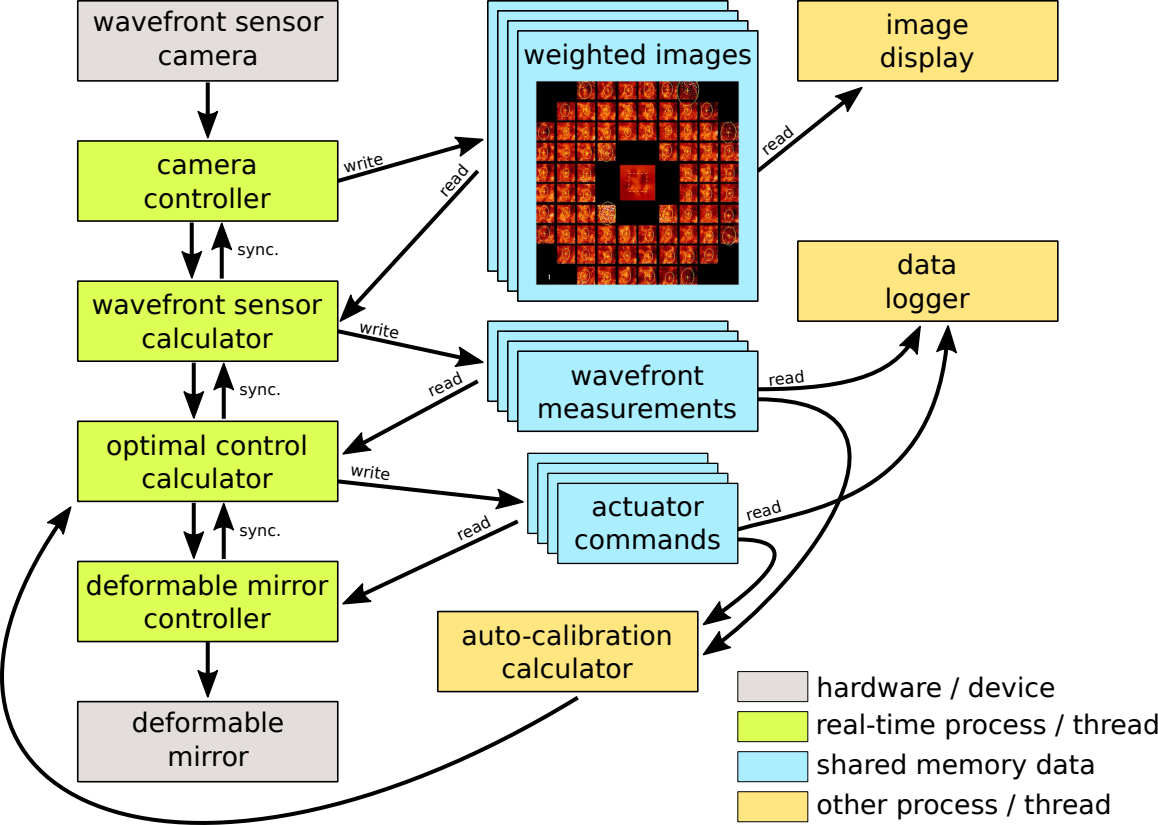 wavefront sensor
camera
camera
controller
wavefront sensor
calculator
optimal control
calculator
deformable mirror
controller
deformable
mirror
sync.
sync.
sync.
write
read
write
read
write
read
weighted images
1
wavefront
measurements
actuator
commands
read
read
read
image
display
data
logger
auto-calibration
calculator
hardware / device
real-time process / thread
shared memory data
other process / thread